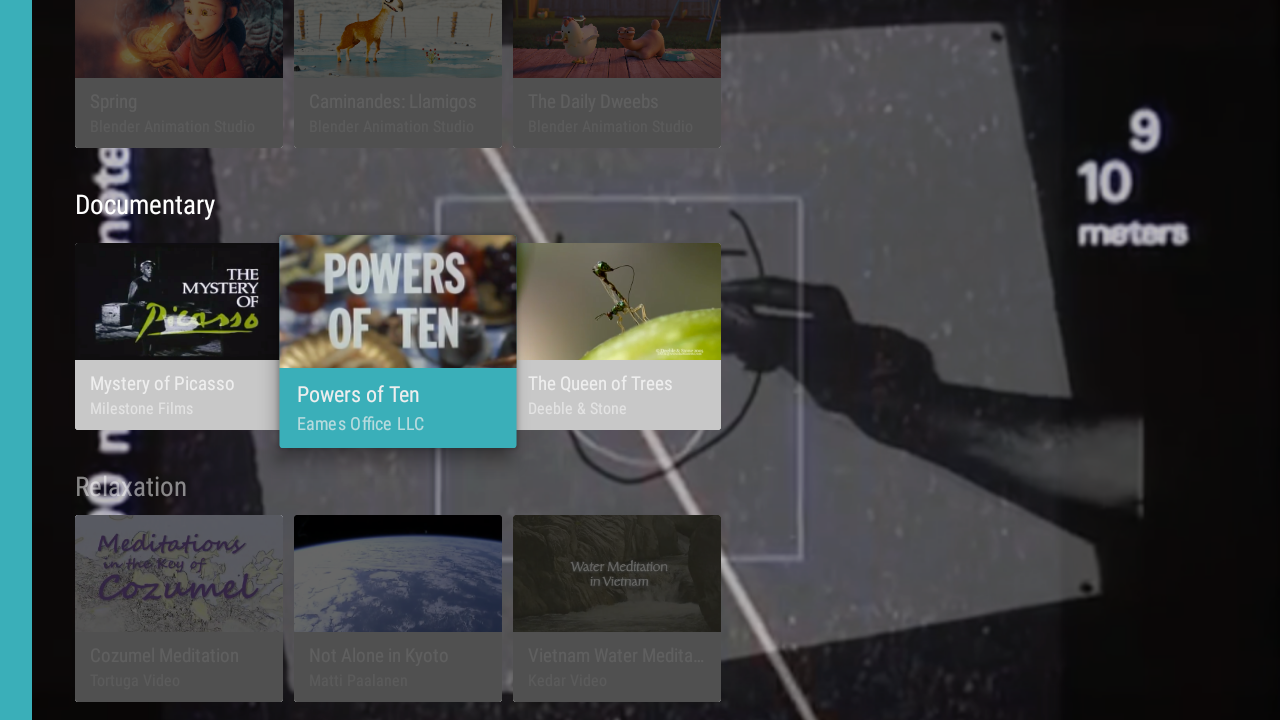 Spring
Blender Animation Studio
Caminandes: Llamigos
Blender Animation Studio
The Daily Dweebs
Blender Animation Studio
9
10
meters
Documentary
THE
MYSTERY
OF
Picasso
Mystery of Picasso
Milestone Films
POWERS
OF TEN
Powers of Ten
Eames Office LLC
The Queen of Trees
Deeble & Stone
Relaxation
Meditations
in the Key of
Cozumel
Cozumel Meditation
Tortoga Video
Not Alone in Kyoto
Matti Paalanen
Water Meditation
in Vietnam
Vietnam Water Medita...
Kedar Video